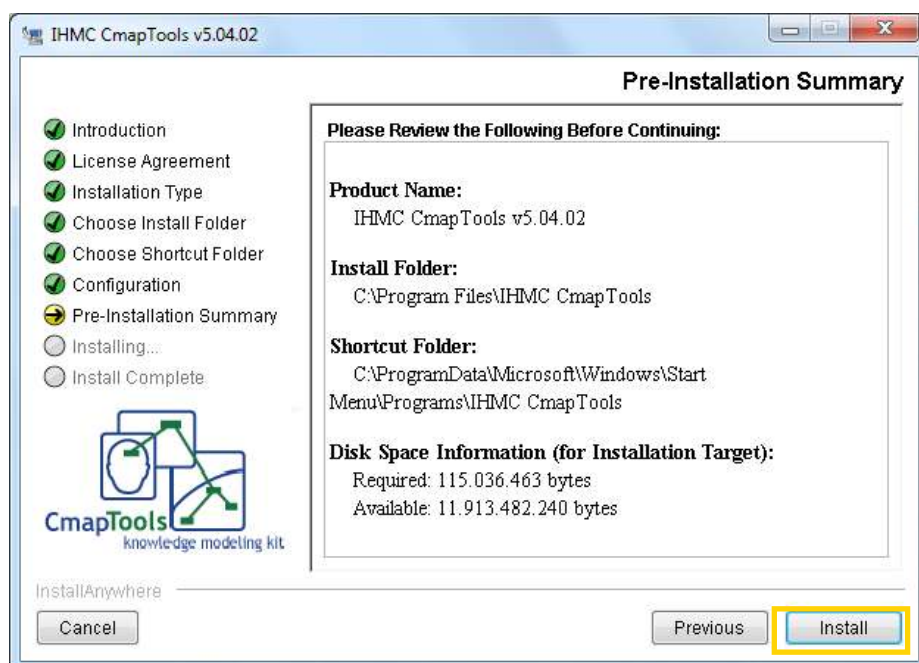 IHMC CmapTools v5.04.02
Pre-Installation Summary
Introduction
License Agreement
Installation Type
Choose Install Folder
Choose Shortcut Folder
Configuration
Pre-Installation Summary
Installing...
Install Complete
CmapTools
knowledge modeling kit
Please Review the Following Before Continuing:
Product Name:
IHMC CmapTools v5.04.02
Install Folder:
C:\Program Files\IHMC CmapTools
Shortcut Folder:
C:\ProgramData\Microsoft\Windows\Start
Menu\Programs\IHMC CmapTools
Disk Space Information (for Installation Target):
Required: 115.036.463 bytes
Available: 11.913.482.240 bytes
InstallAnywhere
Cancel
Previous
Install